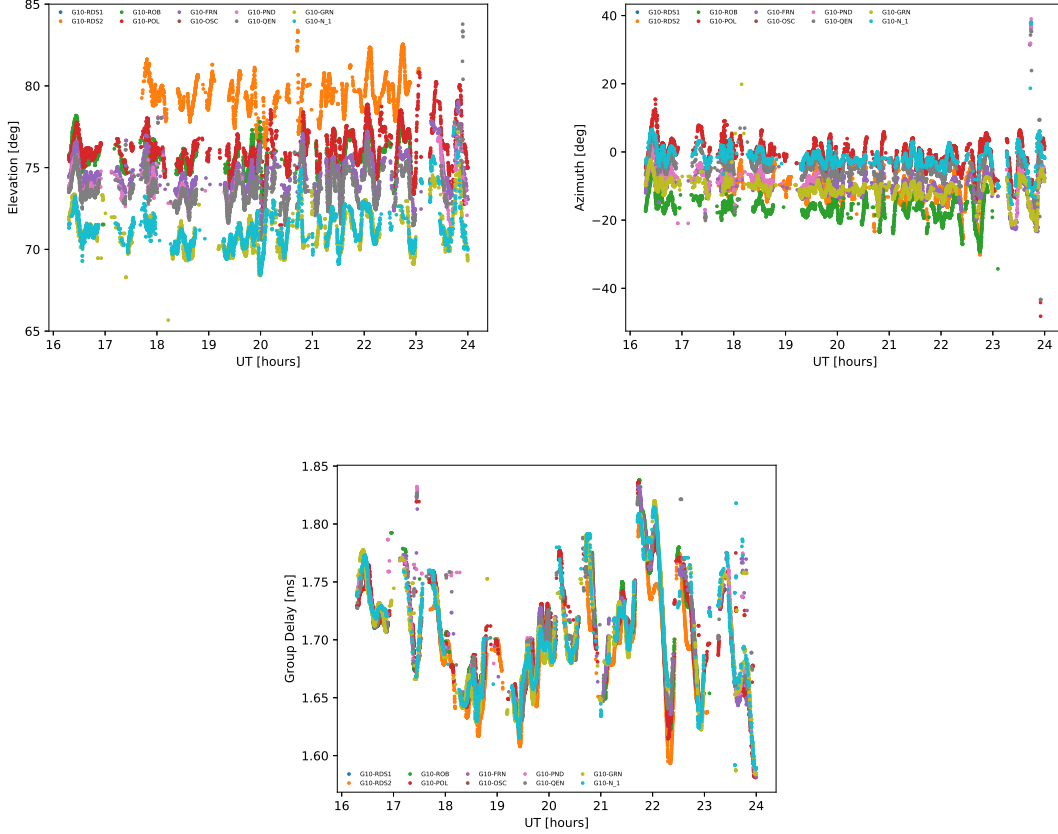 G10-RDS1 G10-ROB G10-FRN G10-PND G10-GRN
G10-RDS2 G10-POL G10-OSC G10-QEN G10-N_1
85
80
75
70
65
Elevation [deg]
16 17 18 19 20 21 22 23 24
UT [hours]
G10-RDS1 G10-ROB G10-FRN G10-PND G10-GRN
G10-RDS2 G10-POL G10-OSC G10-QEN G10-N_1
40
20
0
−20
−40
Azimuth [deg]
16 17 18 19 20 21 22 23 24
UT [hours]
1.85
1.80
1.75
1.70
1.65
1.60
Group Delay [ms]
G10-RDS1 G10-ROB G10-FRN G10-PND G10-GRN
G10-RDS2 G10-POL G10-OSC G10-QEN G10-N_1
16 17 18 19 20 21 22 23 24
UT [hours]